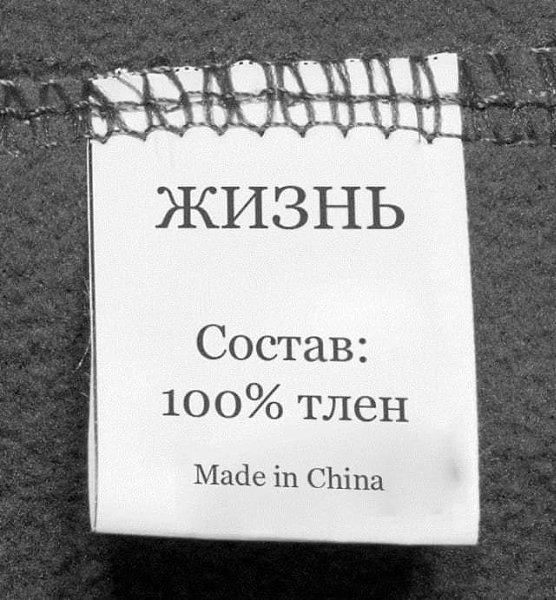 ЖИЗНЬ
Состав:
100% тлен
Made in China